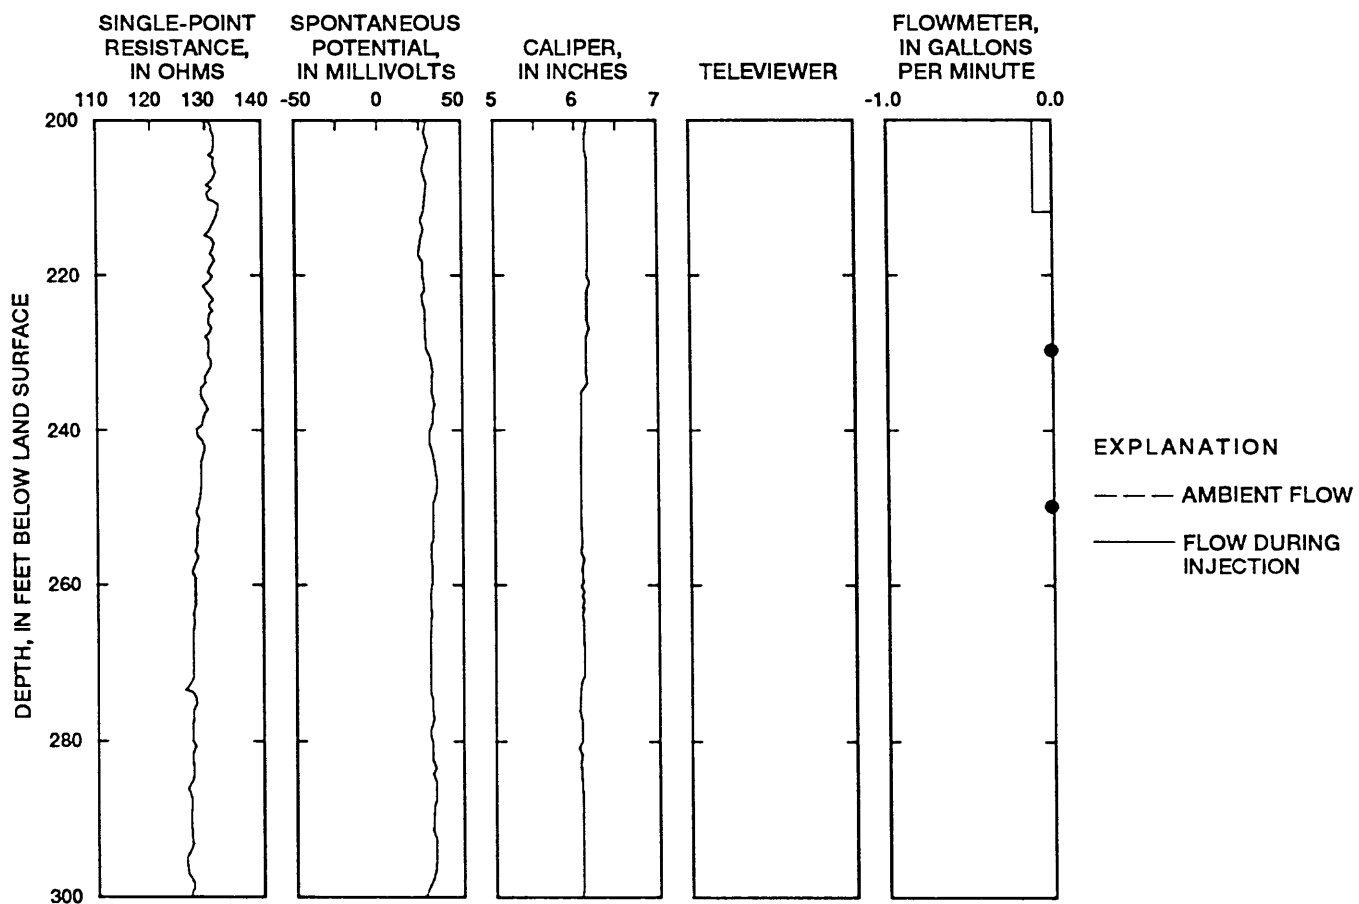 SINGLE-POINT
RESISTANCE,
IN OHMS
SPONTANEOUS
POTENTIAL,
IN MILLIVOLTS
CALIPER,
IN INCHES
TELEVIEWER
FLOWMETER,
IN GALLONS
PER MINUTE
110 120 130 140
-50 0 50
5 6 7
-1.0 0.0
DEPTH, IN FEET BELOW LAND SURFACE
200
220
240
260
280
300
EXPLANATION
AMBIENT FLOW
FLOW DURING
INJECTION